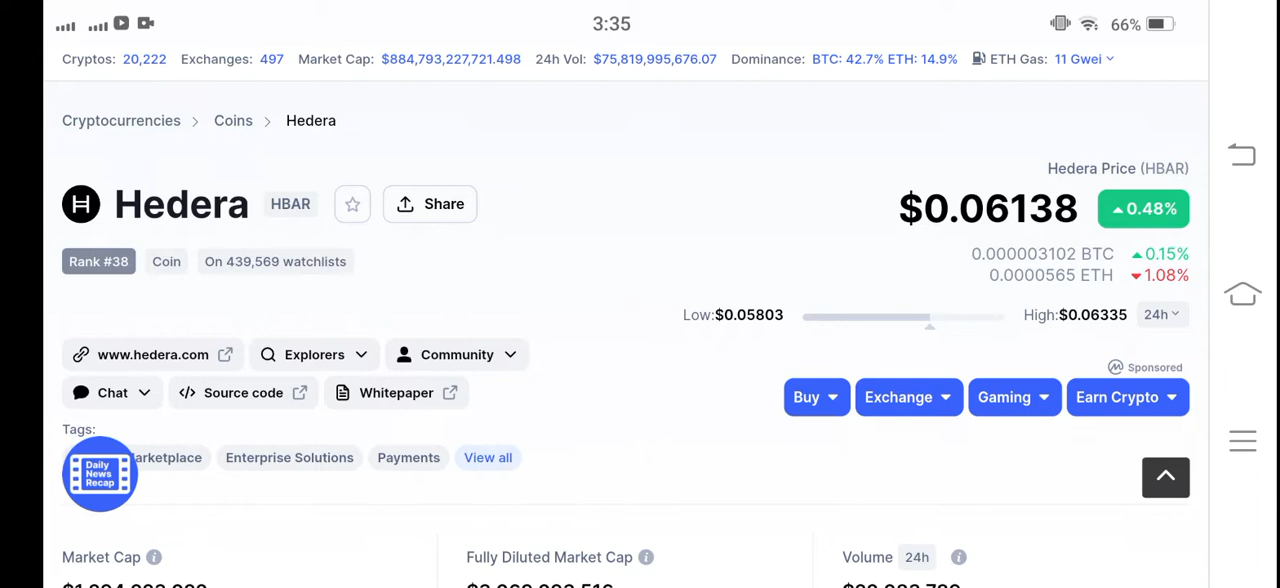 3:35 66%
Cryptos: 20,222 Exchanges: 497 Market Cap: $884,793,227,721.498 24h Vol: $75,819,995,676.07 Dominance: BTC: 42.7% ETH: 14.9% ETH Gas: 11 Gwei
Cryptocurrencies > Coins > Hedera
Hedera Price (HBAR)
Hedera HBAR Share $0.06138 0.48%
0.000003102 BTC 0.15%
Rank #38 Coin On 439,569 watchlists
0.0000565 ETH 1.08%
Low:$0.05803 High:$0.06335 24h
www.hedera.com Explorers Community
Sponsored
Chat Source code Whitepaper
Buy Exchange Gaming Earn Crypto
Tags:
Enterprise Solutions Payments View all
Daily
News
Recap
Market Cap Fully Diluted Market Cap Volume 24h